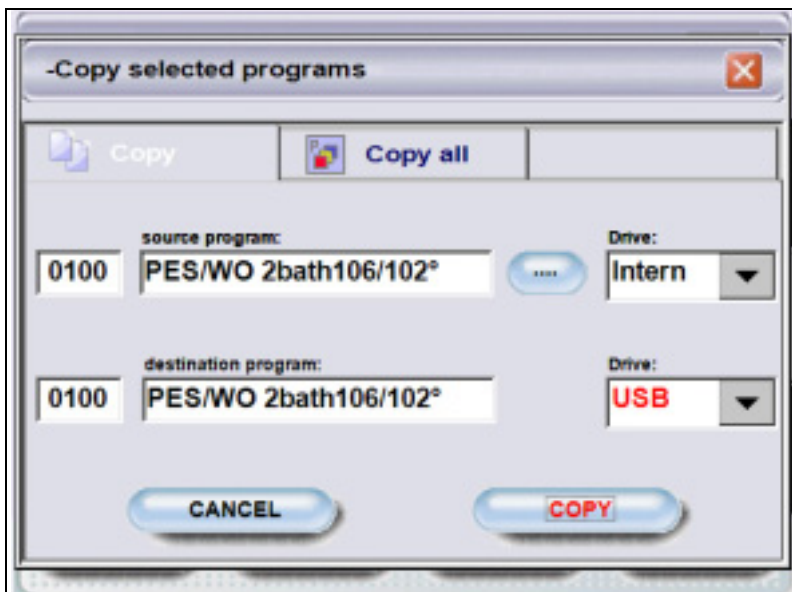 -Copy selected programs
Copy
Copy all
source program:
Drive:
0100
PES/WO 2bath106/102°
....
Intern
destination program:
Drive:
0100
PES/WO 2bath106/102°
USB
CANCEL
COPY